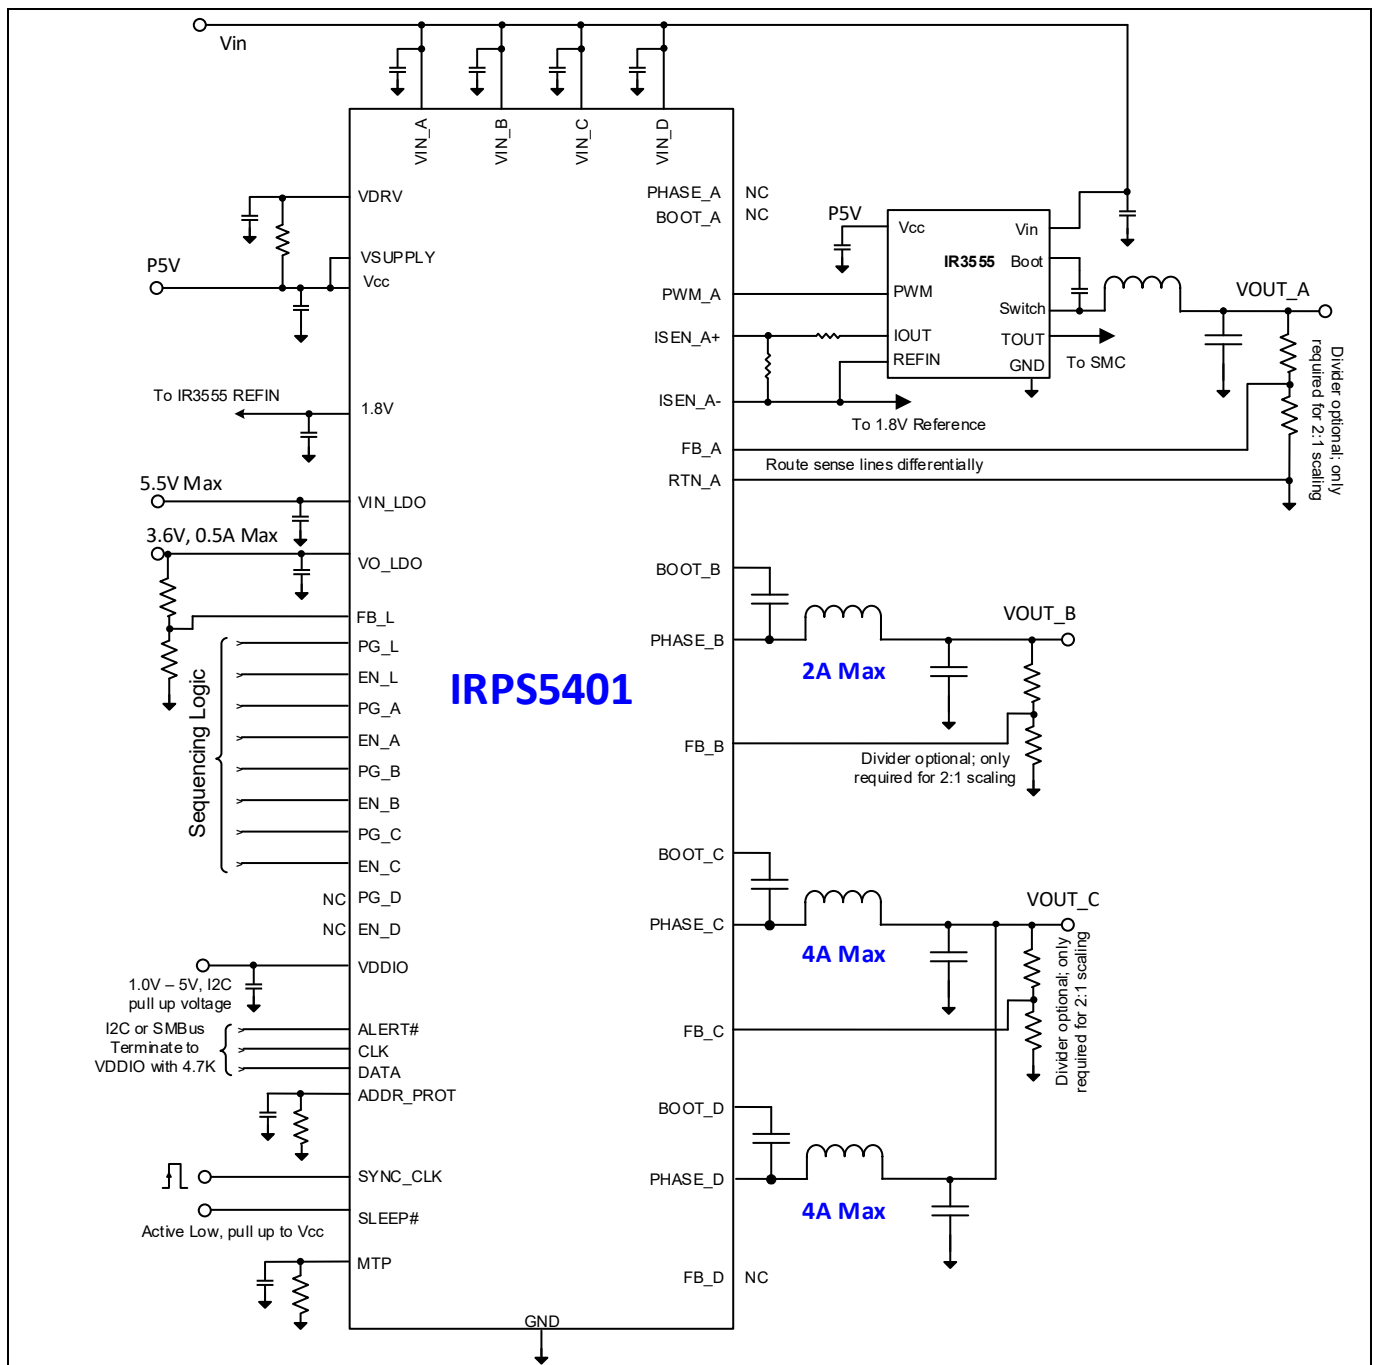 Vin
VIN_A
VIN_B
VIN_C
VIN_D
VDRV
P5V
VSUPPLY
Vcc
To IR3555 REFIN
1.8V
5.5V Max
VIN_LDO
3.6V, 0.5A Max
VO_LDO
FB_L
Sequencing Logic
PG_L
EN_L
PG_A
EN_A
PG_B
EN_B
PG_C
EN_C
NC PG_D
NC EN_D
VDDIO
1.0V – 5V, I2C
pull up voltage
I2C or SMBus
Terminate to
VDDIO with 4.7K
ALERT#
CLK
DATA
ADDR_PROT
SYNC_CLK
SLEEP#
Active Low, pull up to Vcc
MTP
GND
IRPS5401
PHASE_A NC
BOOT_A NC
PWM_A
ISEN_A+
ISEN_A-
FB_A
RTN_A
P5V
Vcc
Vin
IR3555
Boot
PWM
Switch
IOUT
TOUT
REFIN
GND
To SMC
To 1.8V Reference
Route sense lines differentially
VOUT_A
Divider optional; only
required for 2:1 scaling
BOOT_B
PHASE_B
2A Max
VOUT_B
FB_B
Divider optional; only
required for 2:1 scaling
BOOT_C
PHASE_C
4A Max
VOUT_C
FB_C
Divider optional; only
required for 2:1 scaling
BOOT_D
PHASE_D
4A Max
FB_D NC